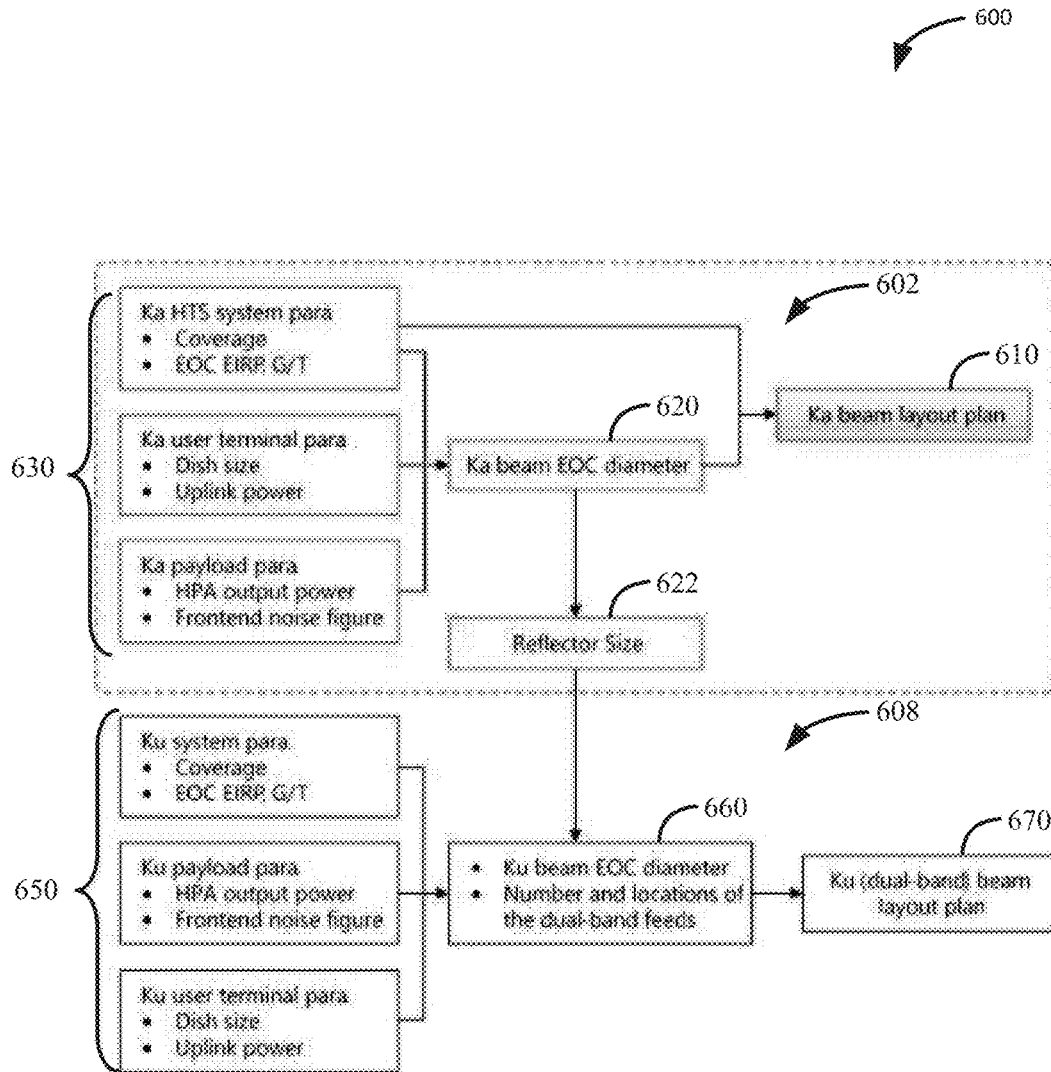 600
602
Ka HTS system para
• Coverage
• EOC EIRP, G/T
610
Ka beam layout plan
620
Ka user terminal para
• Dish size
• Uplink power
Ka beam EOC diameter
630
Ka payload para
• HPA output power
• Frontend noise figure
622
Reflector Size
608
Ku system para
• Coverage
• EOC EIRP, G/T
660
670
650
Ku payload para
• HPA output power
• Frontend noise figure
• Ku beam EOC diameter
• Number and locations of
the dual-band feeds
Ku (dual-band) beam
layout plan
Ku user terminal para
• Dish size
• Uplink power